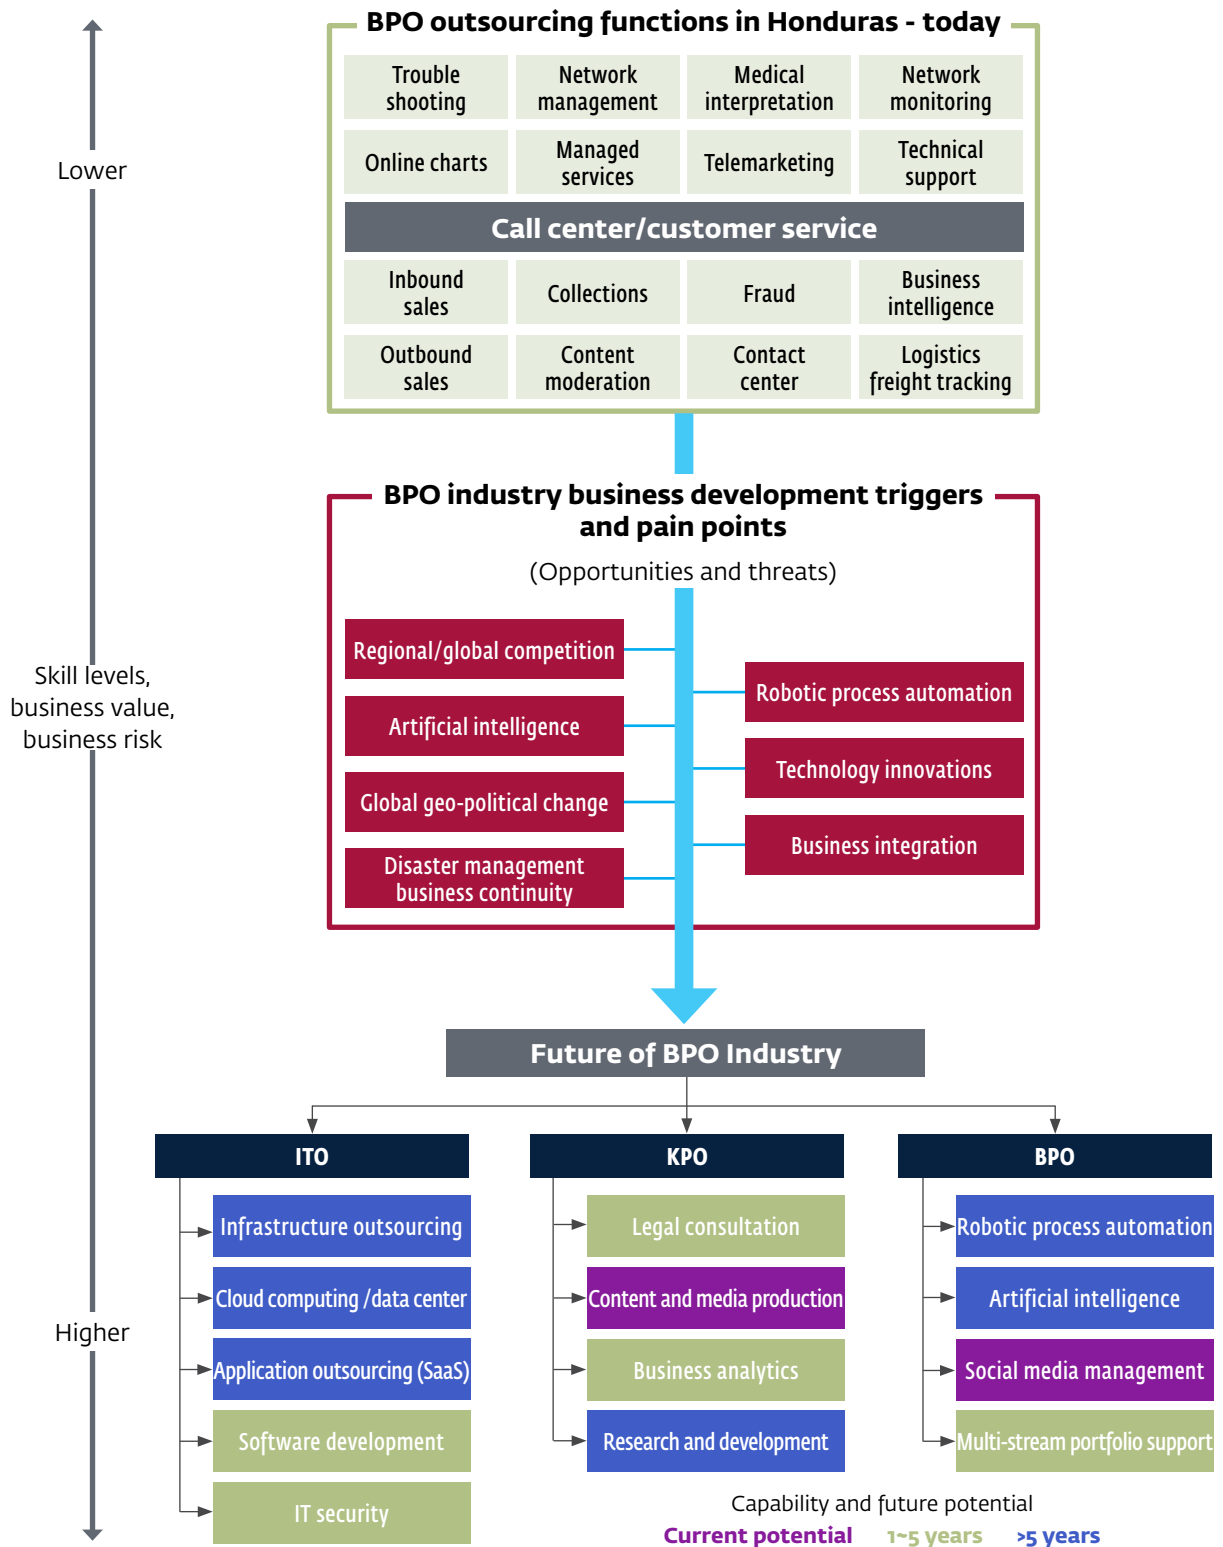 BPO outsourcing functions in Honduras - today
Trouble
shooting
Network
management
Medical
interpretation
Network
monitoring
Online charts
Managed
services
Telemarketing
Technical
support
Call center/customer service
Inbound
sales
Collections
Fraud
Business
intelligence
Outbound
sales
Content
moderation
Contact
center
Logistics
freight tracking
Lower
Skill levels,
business value,
business risk
Higher
BPO industry business development triggers
and pain points
(Opportunities and threats)
Regional/global competition
Robotic process automation
Artificial intelligence
Technology innovations
Global geo-political change
Business integration
Disaster management
business continuity
Future of BPO Industry
ITO
Infrastructure outsourcing
Cloud computing /data center
Application outsourcing (SaaS)
Software development
IT security
KPO
Legal consultation
Content and media production
Business analytics
Research and development
BPO
Robotic process automation
Artificial intelligence
Social media management
Multi-stream portfolio support
Capability and future potential
Current potential 1~5 years >5 years